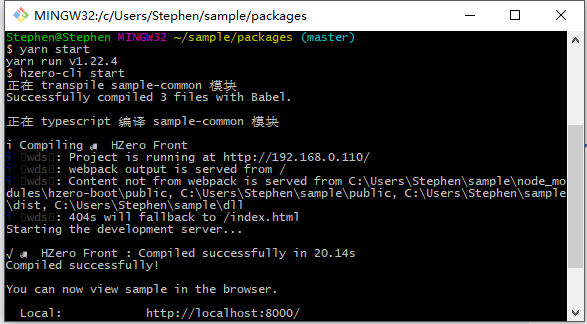 MINGW32:/c/Users/Stephen/sample/packages
Stephen@Stephen MINGW32 ~/sample/packages (master)
$ yarn start
yarn run v1.22.4
$ hzero-cli start
正在 transpile sample-common 模块
Successfully compiled 3 files with Babel.
正在 typescript 编译 sample-common 模块
i Compiling HZero Front
i 「wds」: Project is running at http://192.168.0.110/
i 「wds」: webpack output is served from /
i 「wds」: Content not from webpack is served from C:\Users\Stephen\sample\node_mo
dules\hzero-boot\public, C:\Users\Stephen\sample\public, C:\Users\Stephen\sample
\dist, C:\Users\Stephen\sample\dll
i 「wds」: 404s will fallback to /index.html
Starting the development server...
√ HZero Front : Compiled successfully in 20.14s
Compiled successfully!
You can now view sample in the browser.
Local: http://localhost:8000/